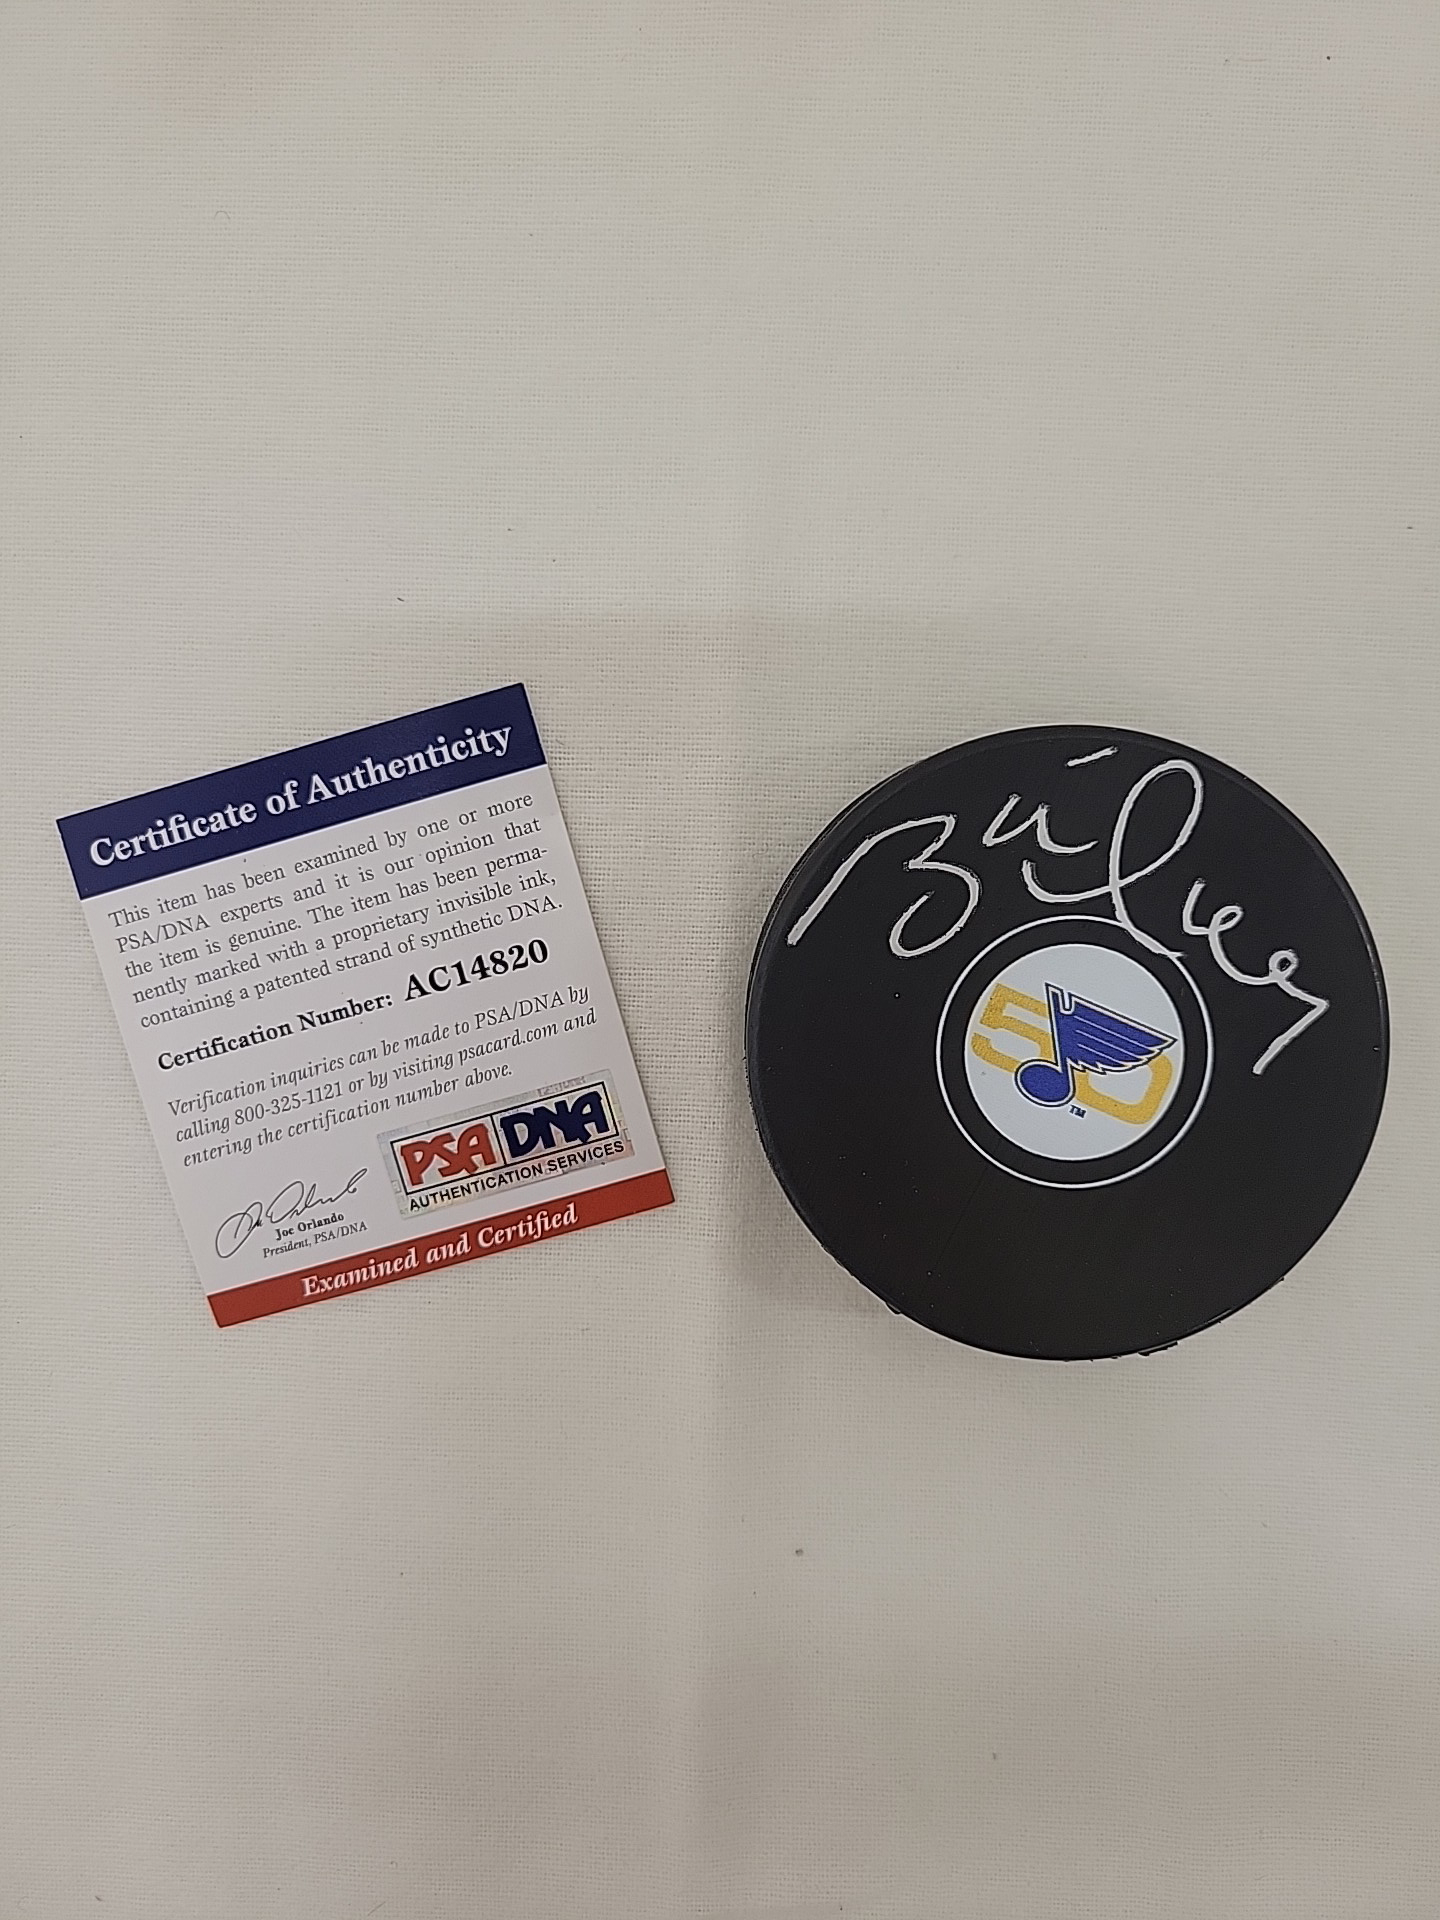 Certificate of Authenticity
This item has been examined by one or more
PSA/DNA experts and it is our opinion that
the item is genuine. The item has been perma-
nently marked with a proprietary invisible ink,
containing a patented strand of synthetic DNA.
Certification Number: AC14820
Verification inquiries can be made to PSA/DNA by
calling 800-325-1121 or by visiting psacard.com and
entering the certification number above.
PSA DNA
AUTHENTICATION SERVICES
Joe Orlando
President, PSA/DNA
Examined and Certified
50
TM